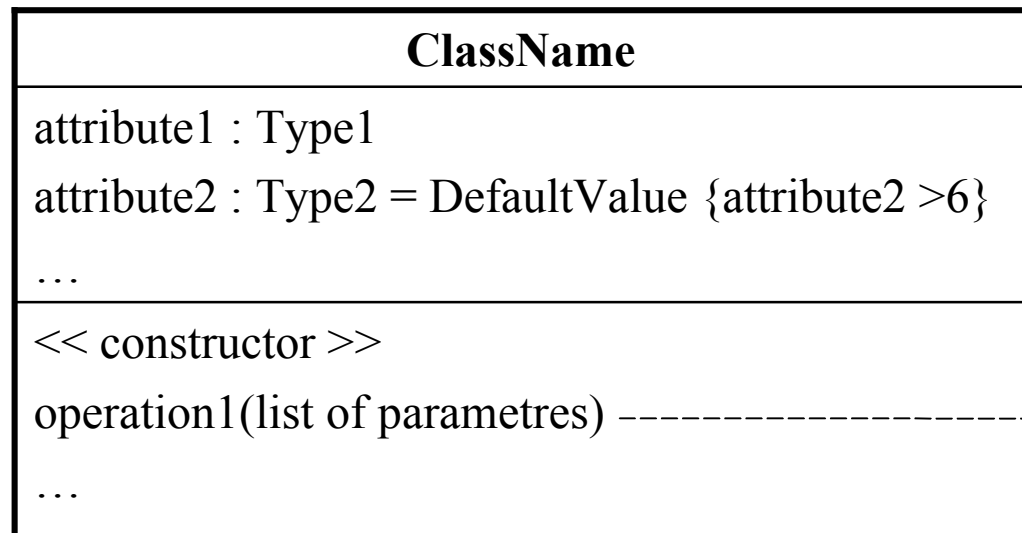 ClassName
attribute1 : Type1
attribute2 : Type2 = DefaultValue {attribute2 >6}
…
<< constructor >>
operation1(list of parametres)
…